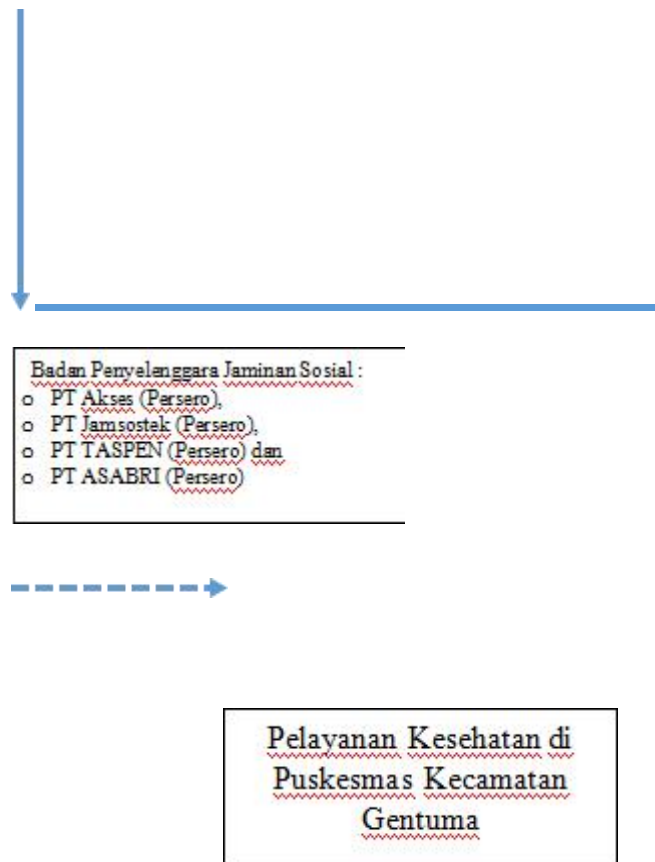 Badan Penyelenggara Jaminan Sosial :
o PT Akses (Persero),
o PT Jamsostek (Persero),
o PT TASPEN (Persero) dan
o PT ASABRI (Persero)
Pelayanan Kesehatan di
Puskesmas Kecamatan
Gentuma